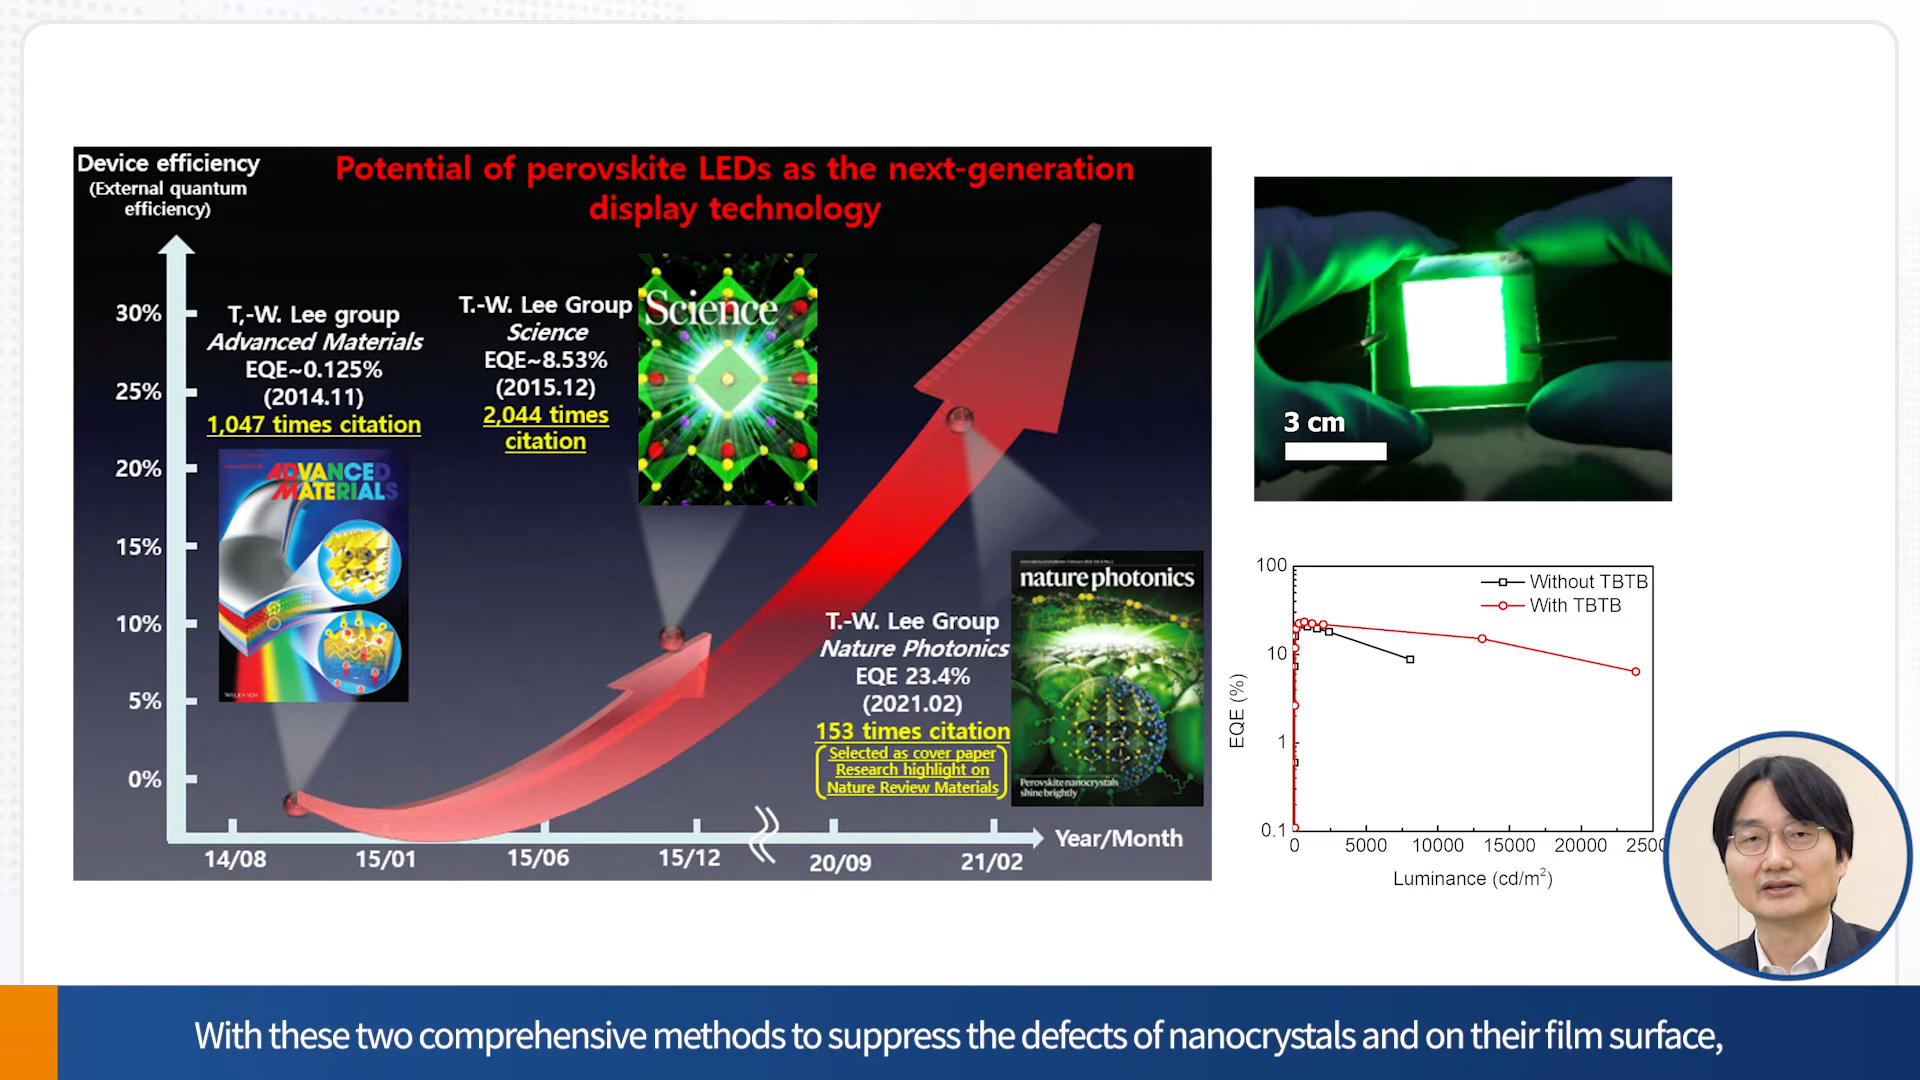 Device efficiency
(External quantum
efficiency)
Potential of perovskite LEDs as the next-generation
display technology
30%
25%
20%
15%
10%
5%
0%
T,-W. Lee group
Advanced Materials
EQE~0.125%
(2014.11)
1,047 times citation
ADVANCED
MATERIALS
WILEY-VCH
T.-W. Lee Group
Science
EQE~8.53%
(2015.12)
2,044 times
citation
Science
T.-W. Lee Group
Nature Photonics
EQE 23.4%
(2021.02)
153 times citation
Selected as cover paper
Research highlight on
Nature Review Materials
nature photonics
Perovskite nanocrystals
shine brightly
14/08
15/01
15/06
15/12
20/09
21/02
Year/Month
3 cm
100
10
1
0.1
EQE (%)
Without TBTB
With TBTB
0
5000
10000
15000
20000
2500
Luminance (cd/m²)
With these two comprehensive methods to suppress the defects of nanocrystals and on their film surface,